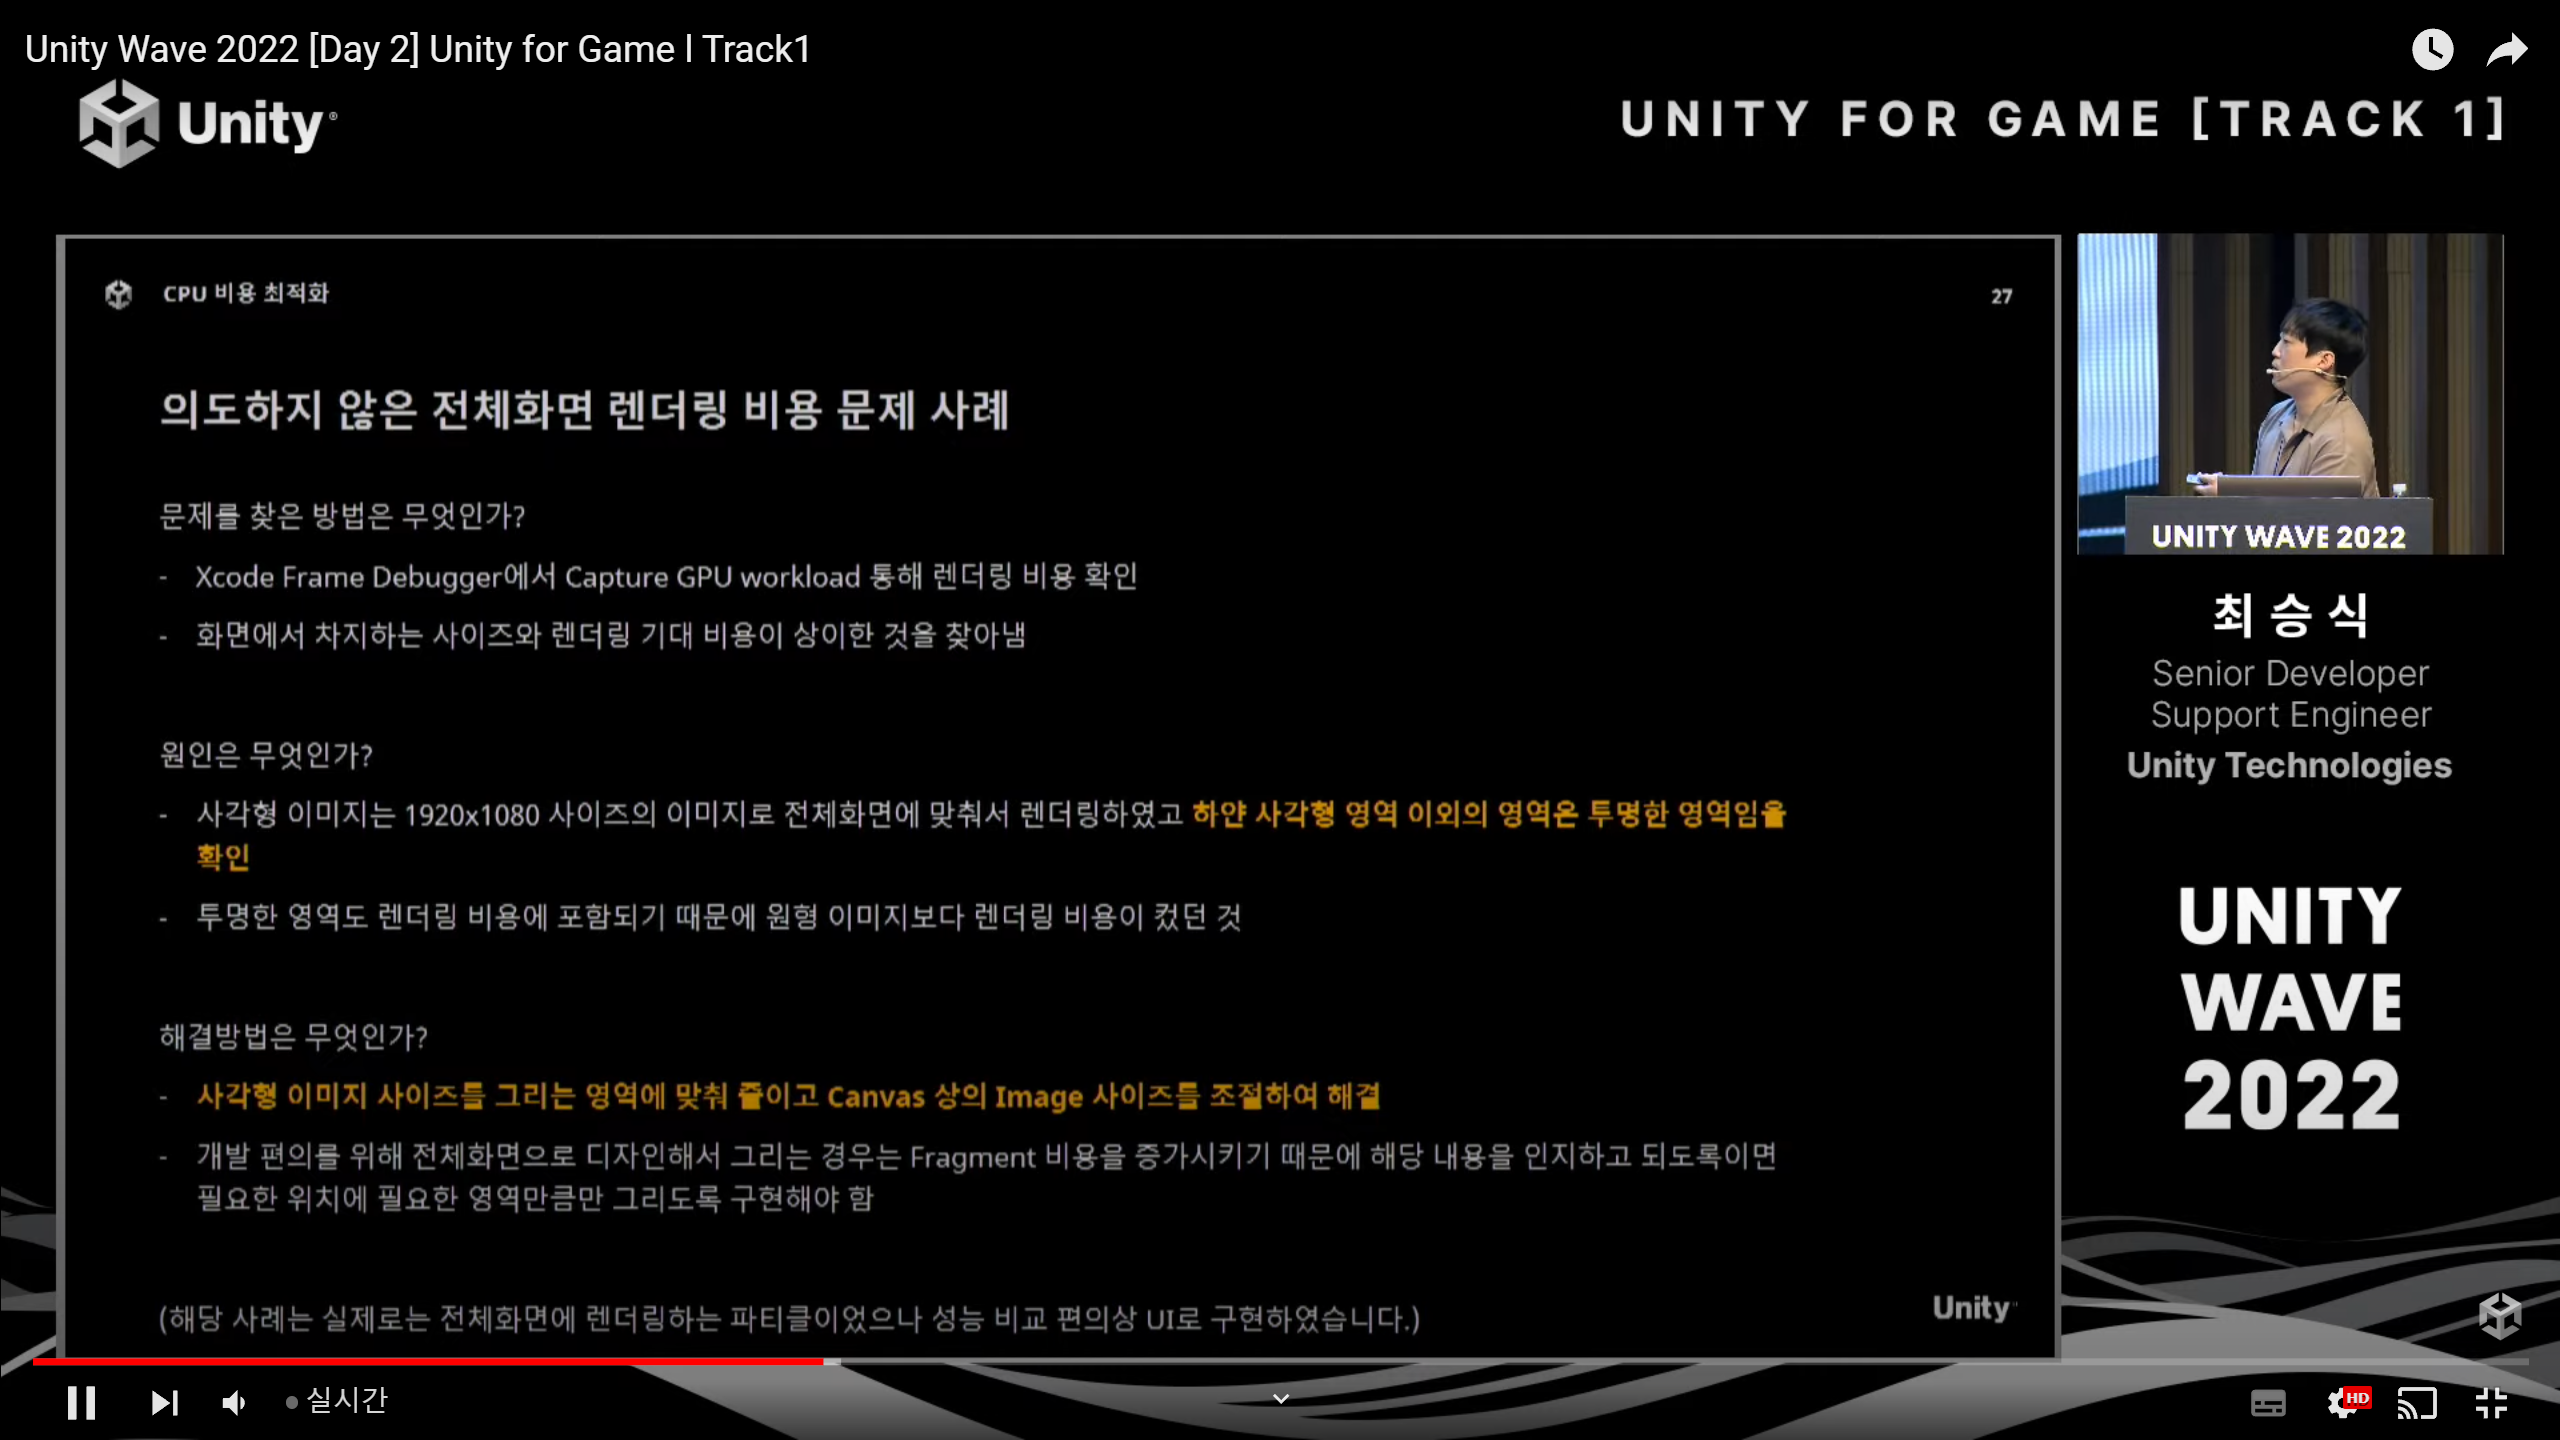 Unity Wave 2022 [Day 2] Unity for Game l Track1
Unity
UNITY FOR GAME [TRACK 1]
CPU 비용 최적화
27
의도하지 않은 전체화면 렌더링 비용 문제 사례
문제를 찾은 방법은 무엇인가?
- Xcode Frame Debugger에서 Capture GPU workload 통해 렌더링 비용 확인
- 화면에서 차지하는 사이즈와 렌더링 기대 비용이 상이한 것을 찾아냄
원인은 무엇인가?
- 사각형 이미지는 1920x1080 사이즈의 이미지로 전체화면에 맞춰서 렌더링하였고 하얀 사각형 영역 이외의 영역은 투명한 영역임을
확인
- 투명한 영역도 렌더링 비용에 포함되기 때문에 원형 이미지보다 렌더링 비용이 컸던 것
해결방법은 무엇인가?
- 사각형 이미지 사이즈를 그리는 영역에 맞춰 줄이고 Canvas 상의 Image 사이즈를 조절하여 해결
- 개발 편의를 위해 전체화면으로 디자인해서 그리는 경우는 Fragment 비용을 증가시키기 때문에 해당 내용을 인지하고 되도록이면
필요한 위치에 필요한 영역만큼만 그리도록 구현해야 함
(해당 사례는 실제로는 전체화면에 렌더링하는 파티클이었으나 성능 비교 편의상 UI로 구현하였습니다.)
Unity
UNITY WAVE 2022
최승식
Senior Developer
Support Engineer
Unity Technologies
UNITY
WAVE
2022
실시간
HD